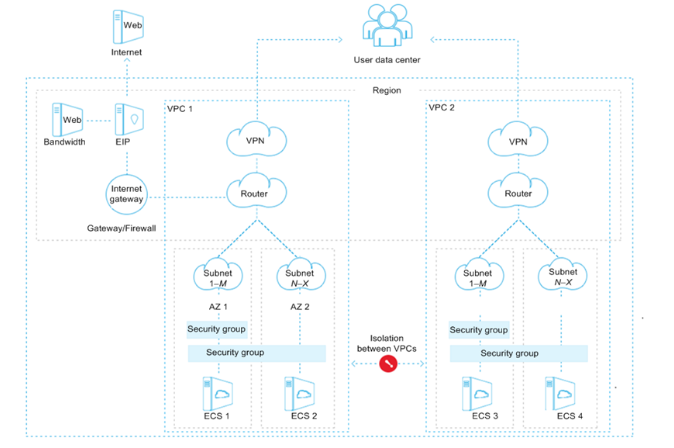 Web
Internet
User data center
Region
VPC 1
VPC 2
Web
Bandwidth
EIP
VPN
VPN
Internet
gateway
Router
Router
Gateway/Firewall
Subnet
1–M
Subnet
N–X
Subnet
1–M
Subnet
N–X
AZ 1
AZ 2
Security group
Security group
Isolation
between VPCs
Security group
Security group
ECS 1
ECS 2
ECS 3
ECS 4